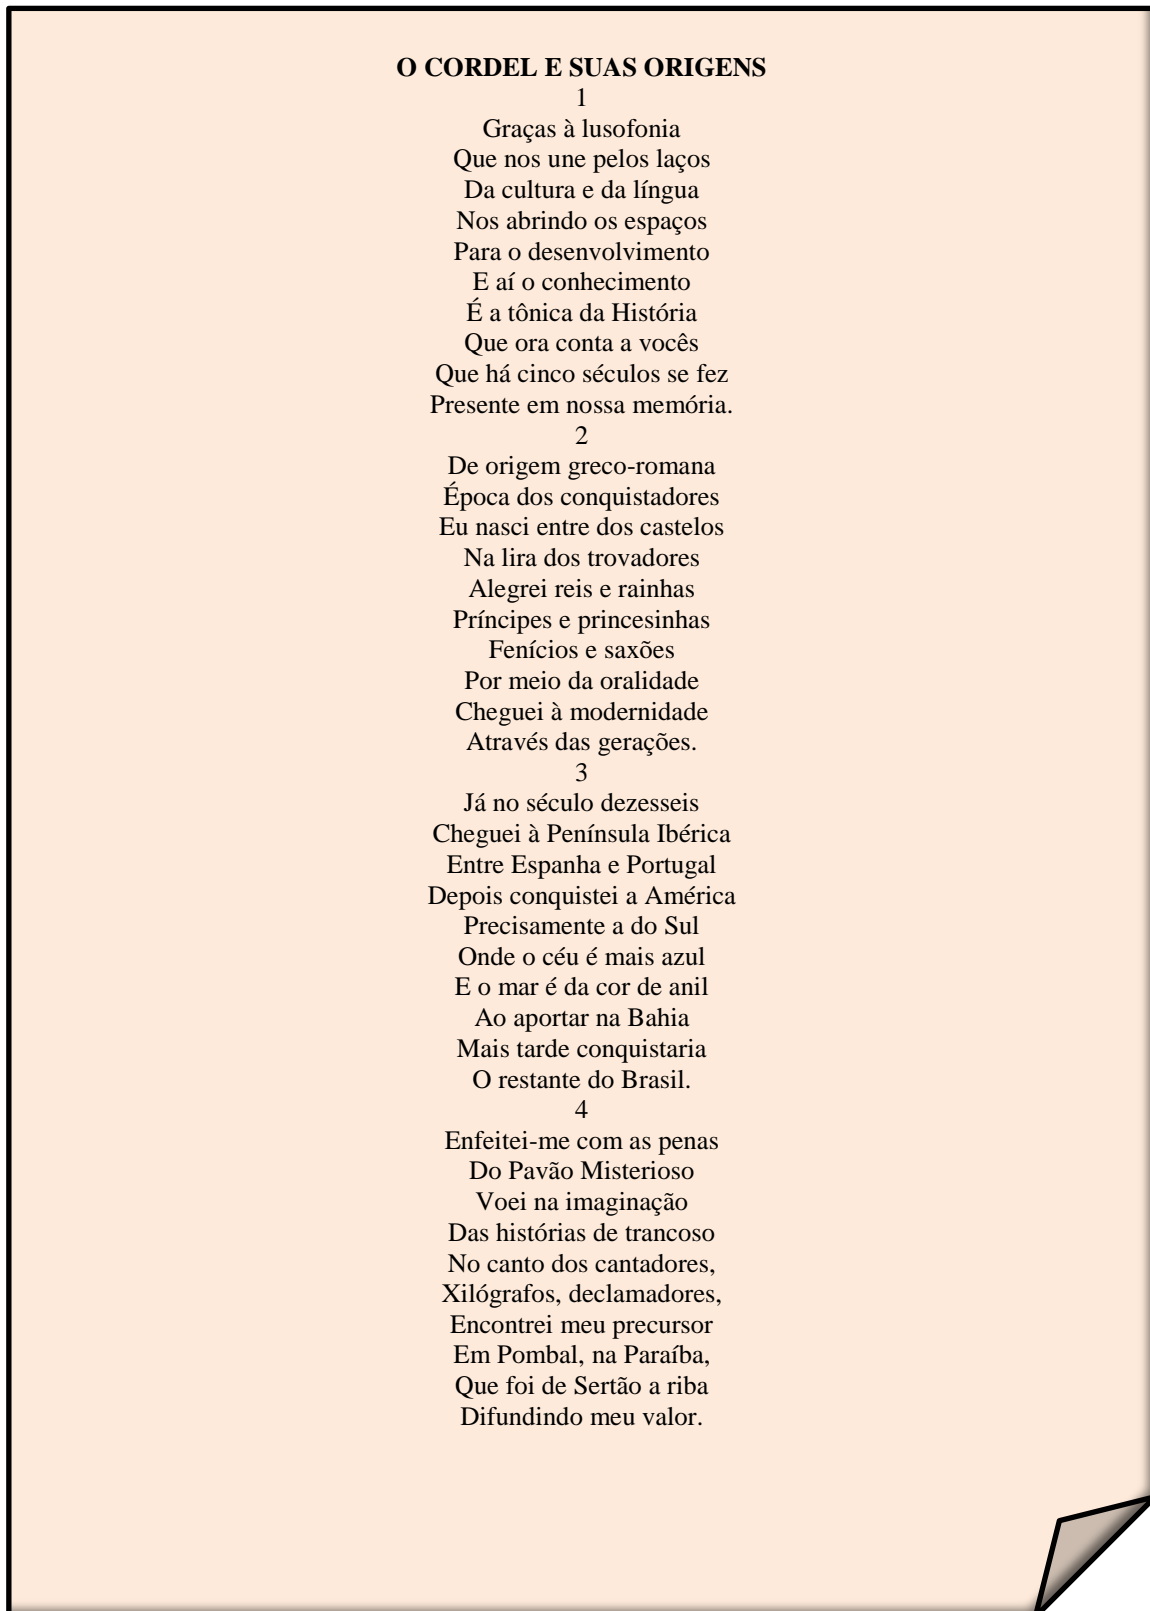 O CORDEL E SUAS ORIGENS
1
Graças à lusofonia
Que nos une pelos laços
Da cultura e da língua
Nos abrindo os espaços
Para o desenvolvimento
E aí o conhecimento
É a tônica da História
Que ora conta a vocês
Que há cinco séculos se fez
Presente em nossa memória.
2
De origem greco-romana
Época dos conquistadores
Eu nasci entre dos castelos
Na lira dos trovadores
Alegrei reis e rainhas
Príncipes e princesinhas
Fenícios e saxões
Por meio da oralidade
Cheguei à modernidade
Através das gerações.
3
Já no século dezesseis
Cheguei à Península Ibérica
Entre Espanha e Portugal
Depois conquistei a América
Precisamente a do Sul
Onde o céu é mais azul
E o mar é da cor de anil
Ao aportar na Bahia
Mais tarde conquistaria
O restante do Brasil.
4
Enfeitei-me com as penas
Do Pavão Misterioso
Voei na imaginação
Das histórias de trancoso
No canto dos cantadores,
Xilógrafos, declamadores,
Encontrei meu precursor
Em Pombal, na Paraíba,
Que foi de Sertão a riba
Difundindo meu valor.